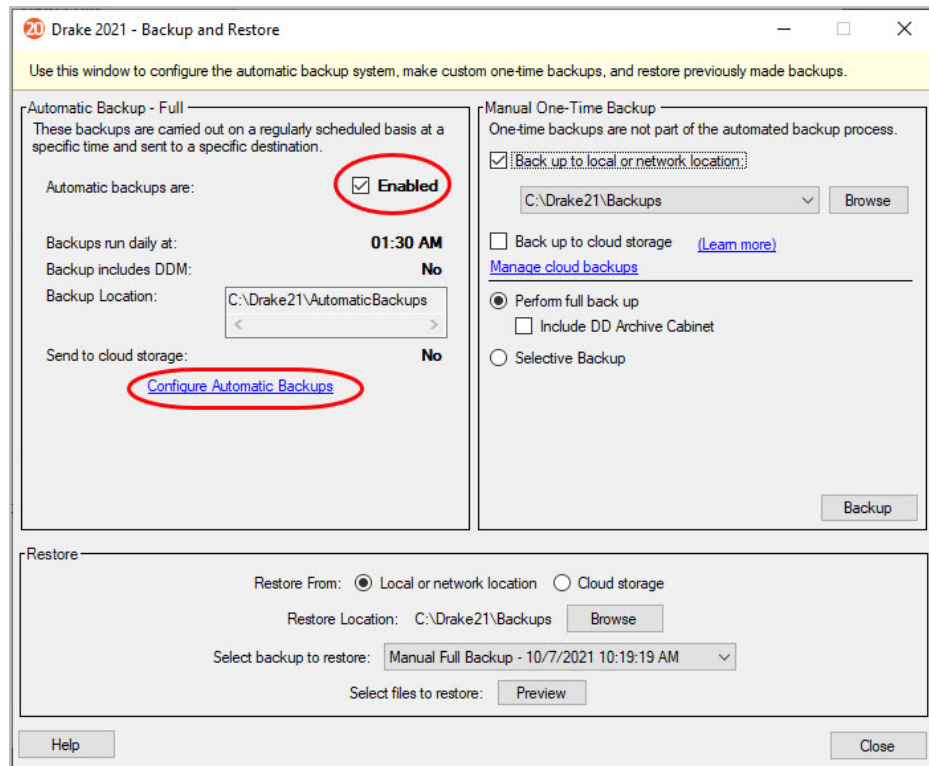 20 Drake 2021 - Backup and Restore
Use this window to configure the automatic backup system, make custom one-time backups, and restore previously made backups.
Automatic Backup - Full
These backups are carried out on a regularly scheduled basis at a
specific time and sent to a specific destination.
Automatic backups are: Enabled
Backups run daily at: 01:30 AM
Backup includes DDM: No
Backup Location: C:\Drake21\AutomaticBackups
Send to cloud storage: No
Configure Automatic Backups
Manual One-Time Backup
One-time backups are not part of the automated backup process.
Back up to local or network location:
C:\Drake21\Backups Browse
Back up to cloud storage (Learn more)
Manage cloud backups
Perform full back up
Include DD Archive Cabinet
Selective Backup
Backup
Restore
Restore From: Local or network location Cloud storage
Restore Location: C:\Drake21\Backups Browse
Select backup to restore: Manual Full Backup - 10/7/2021 10:19:19 AM
Select files to restore: Preview
Help Close